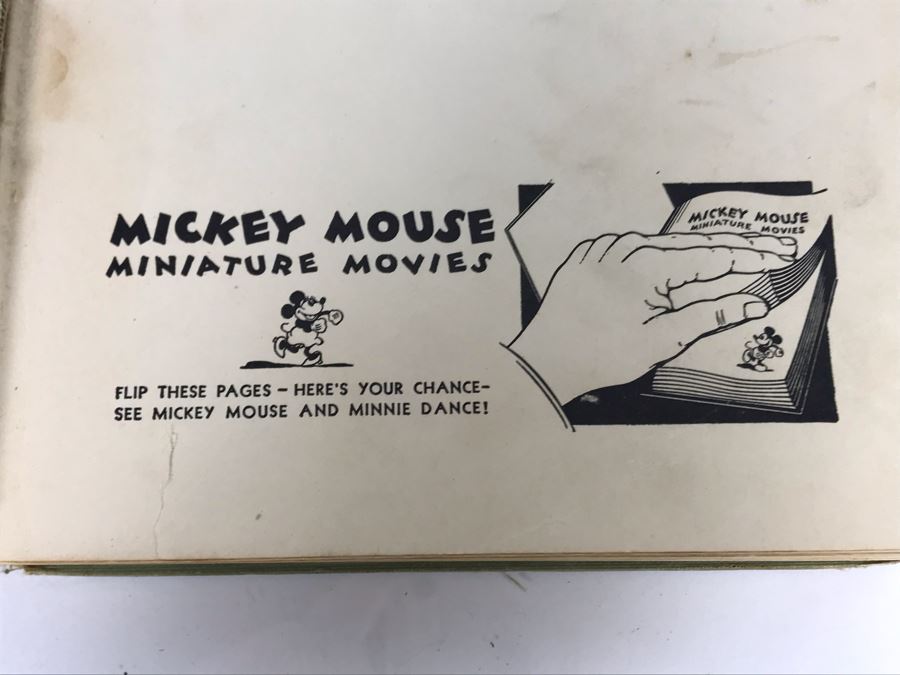 MICKEY MOUSE
MINIATURE MOVIES
FLIP THESE PAGES – HERE'S YOUR CHANCE–
SEE MICKEY MOUSE AND MINNIE DANCE!
MICKEY MOUSE
MINIATURE MOVIES